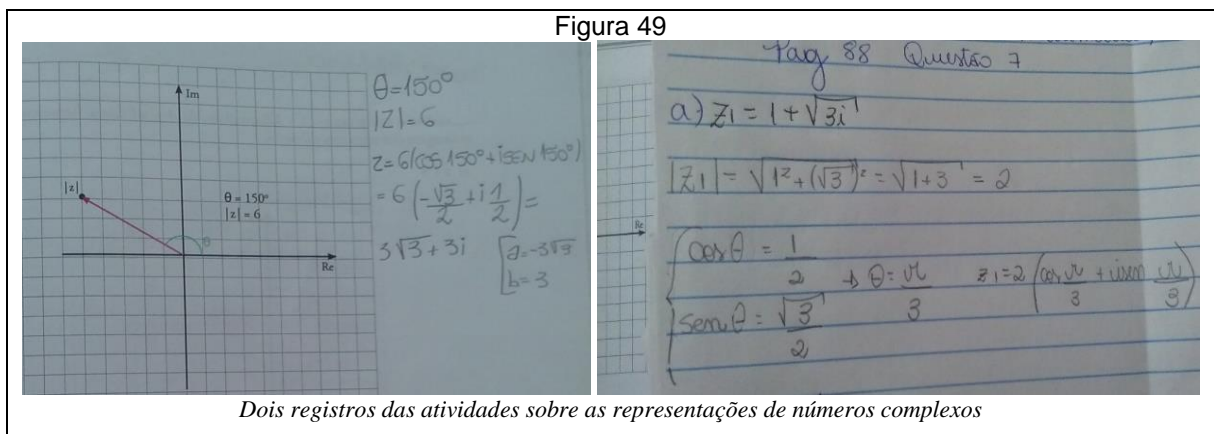 Figura 49
Im
|z|
θ = 150°
|z| = 6
θ
Re
θ=150°
|Z|=6
Z=6(COS 150°+iSEN 150°)
= 6 (-√3/2 + i 1/2) =
3√3+3i
a=-3√3
b=3
Pag 88 Questão 7
a) Z1 = 1 + √3i
|Z1| = √1²+(√3)² = √1+3 = 2
Re
cos θ = 1/2
sen θ = √3/2
→ θ = π/3
z1=2 (cos π/3 + i sen π/3)
Dois registros das atividades sobre as representações de números complexos